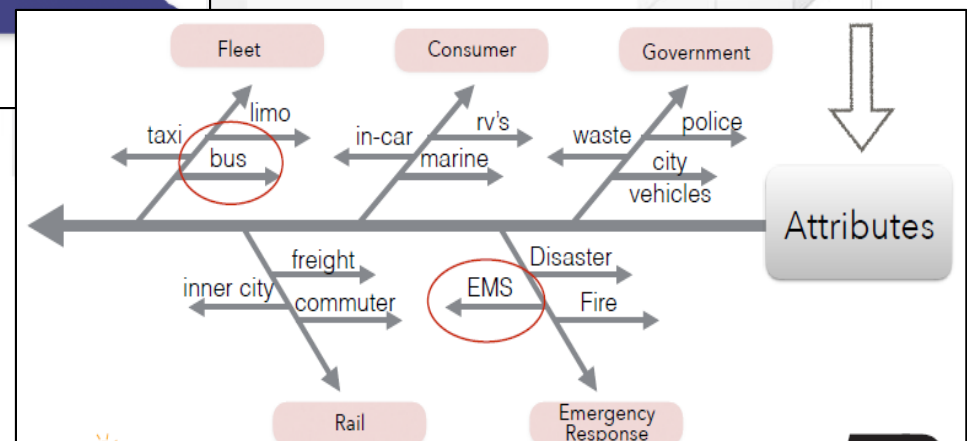 Fleet
Consumer
Government
limo
taxi
bus
rv's
in-car
marine
police
waste
city
vehicles
Attributes
freight
inner city
commuter
Disaster
EMS
Fire
Rail
Emergency
Response